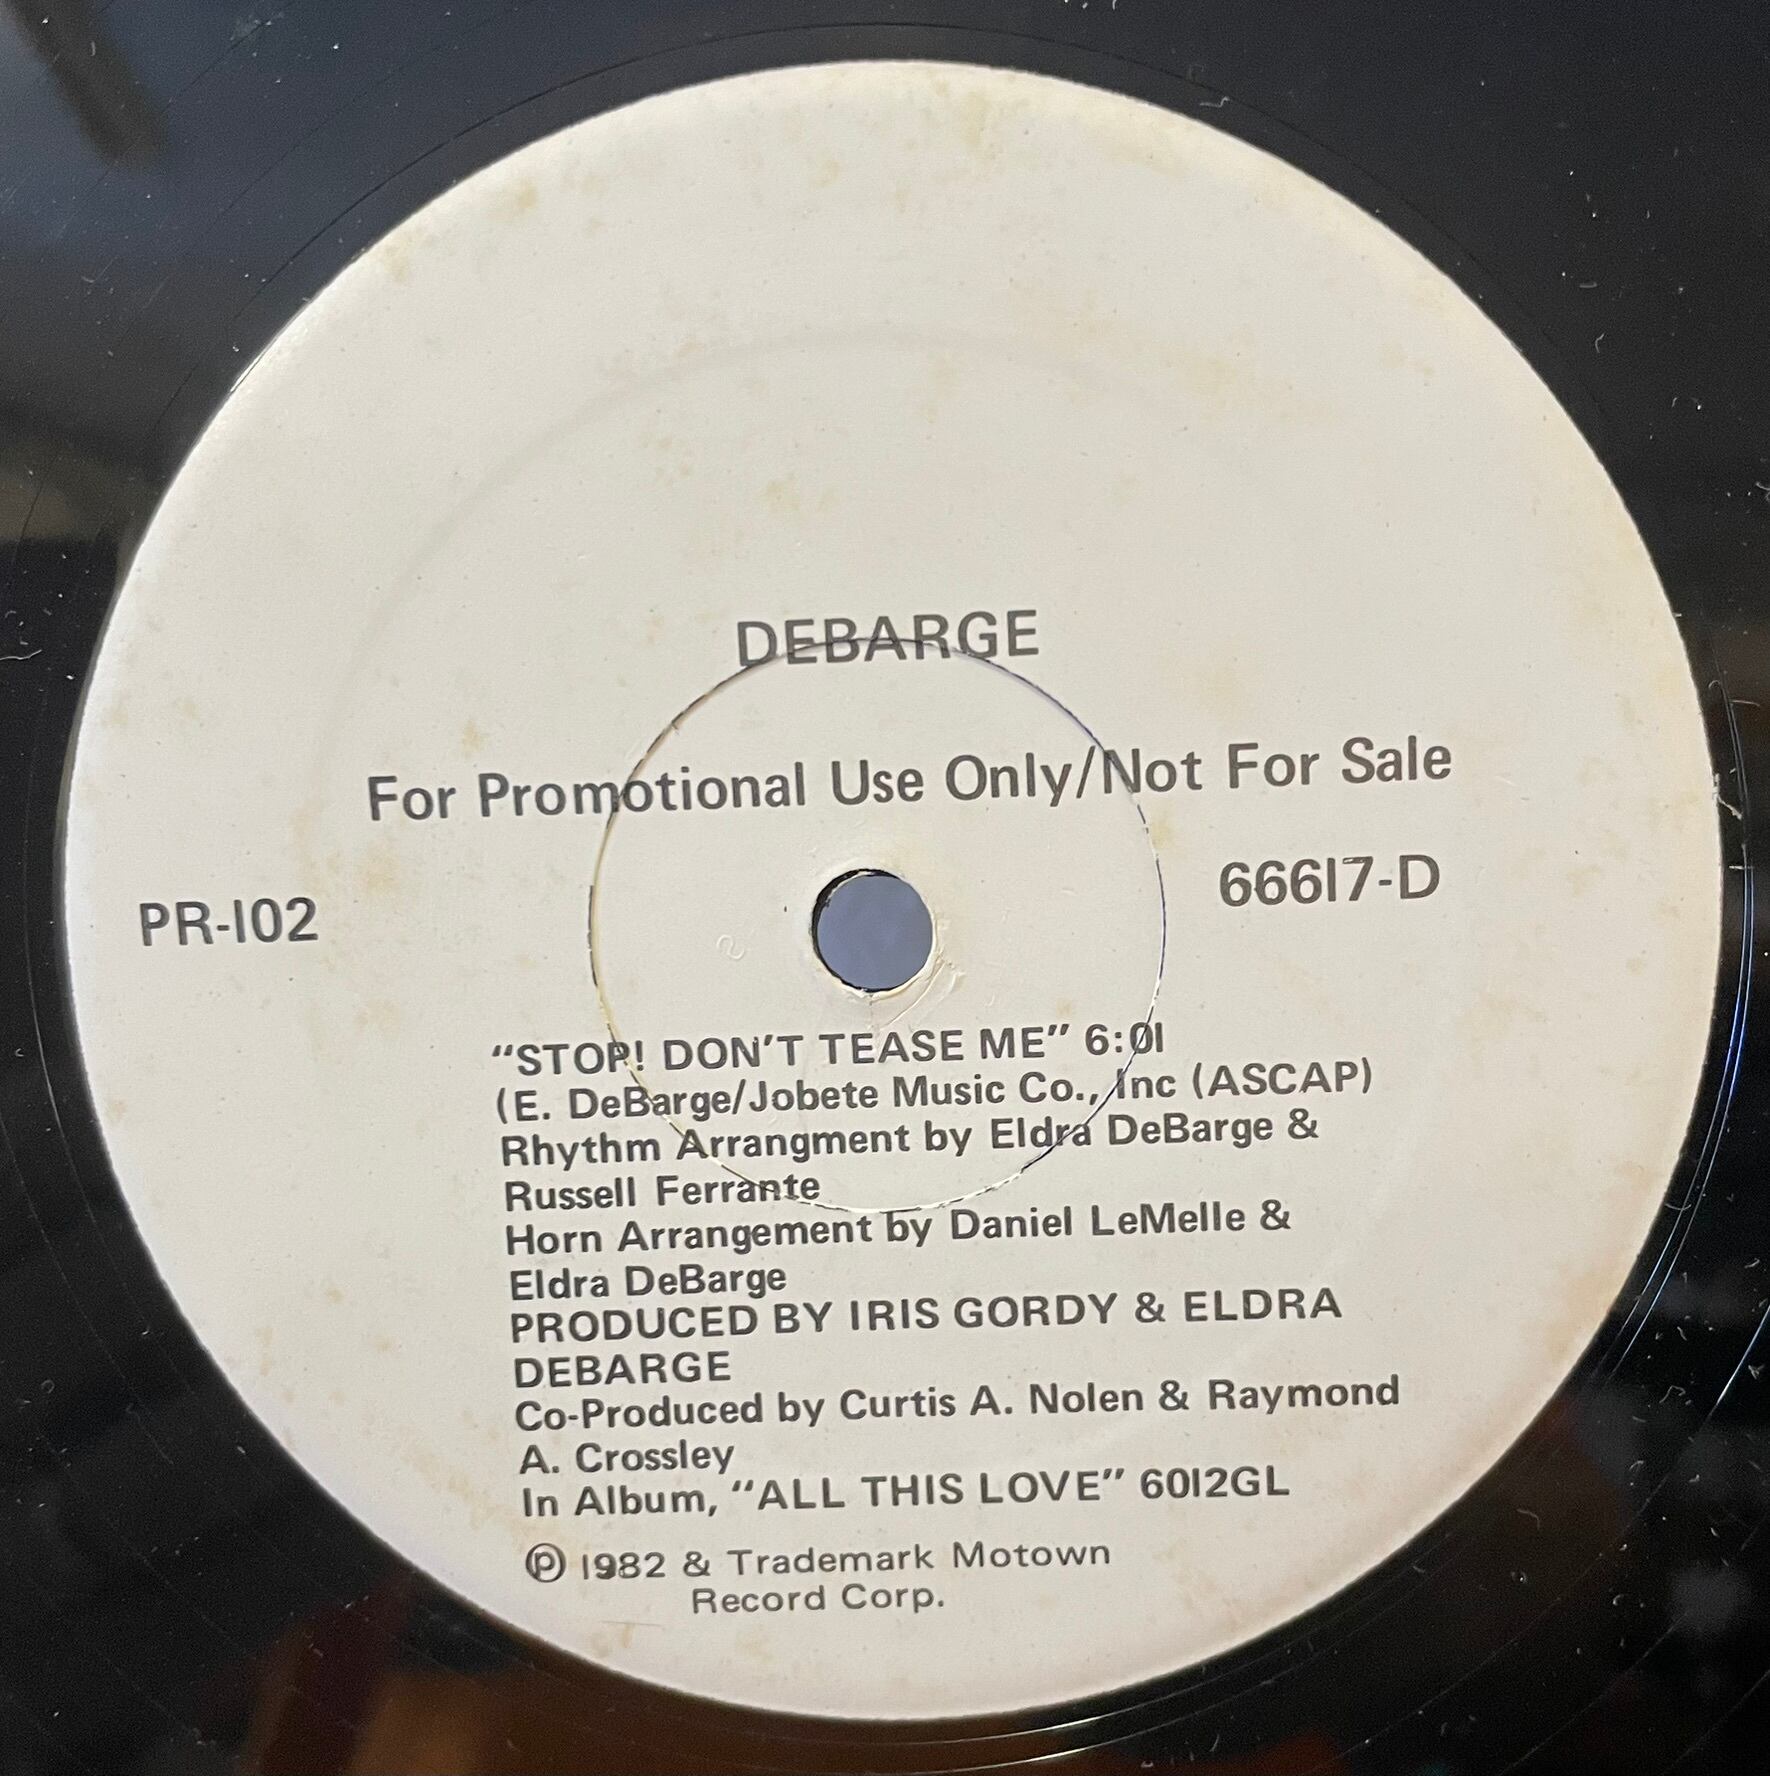 DEBARGE
For Promotional Use Only/Not For Sale
PR-102
66617-D
“STOP! DON’T TEASE ME” 6:01
(E. DeBarge/Jobete Music Co., Inc (ASCAP)
Rhythm Arrangment by Eldra DeBarge &
Russell Ferrante
Horn Arrangement by Daniel LeMelle &
Eldra DeBarge
PRODUCED BY IRIS GORDY & ELDRA
DEBARGE
Co-Produced by Curtis A. Nolen & Raymond
A. Crossley
In Album, “ALL THIS LOVE” 6012GL
℗ 1982 & Trademark Motown
Record Corp.